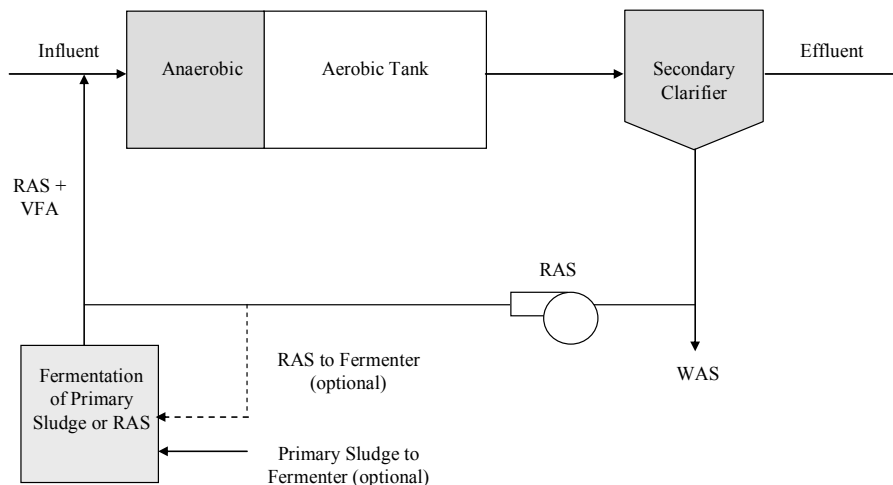 Influent
Anaerobic
Aerobic Tank
Secondary
Clarifier
Effluent
RAS +
VFA
RAS
RAS to Fermenter
(optional)
WAS
Fermentation
of Primary
Sludge or RAS
Primary Sludge to
Fermenter (optional)